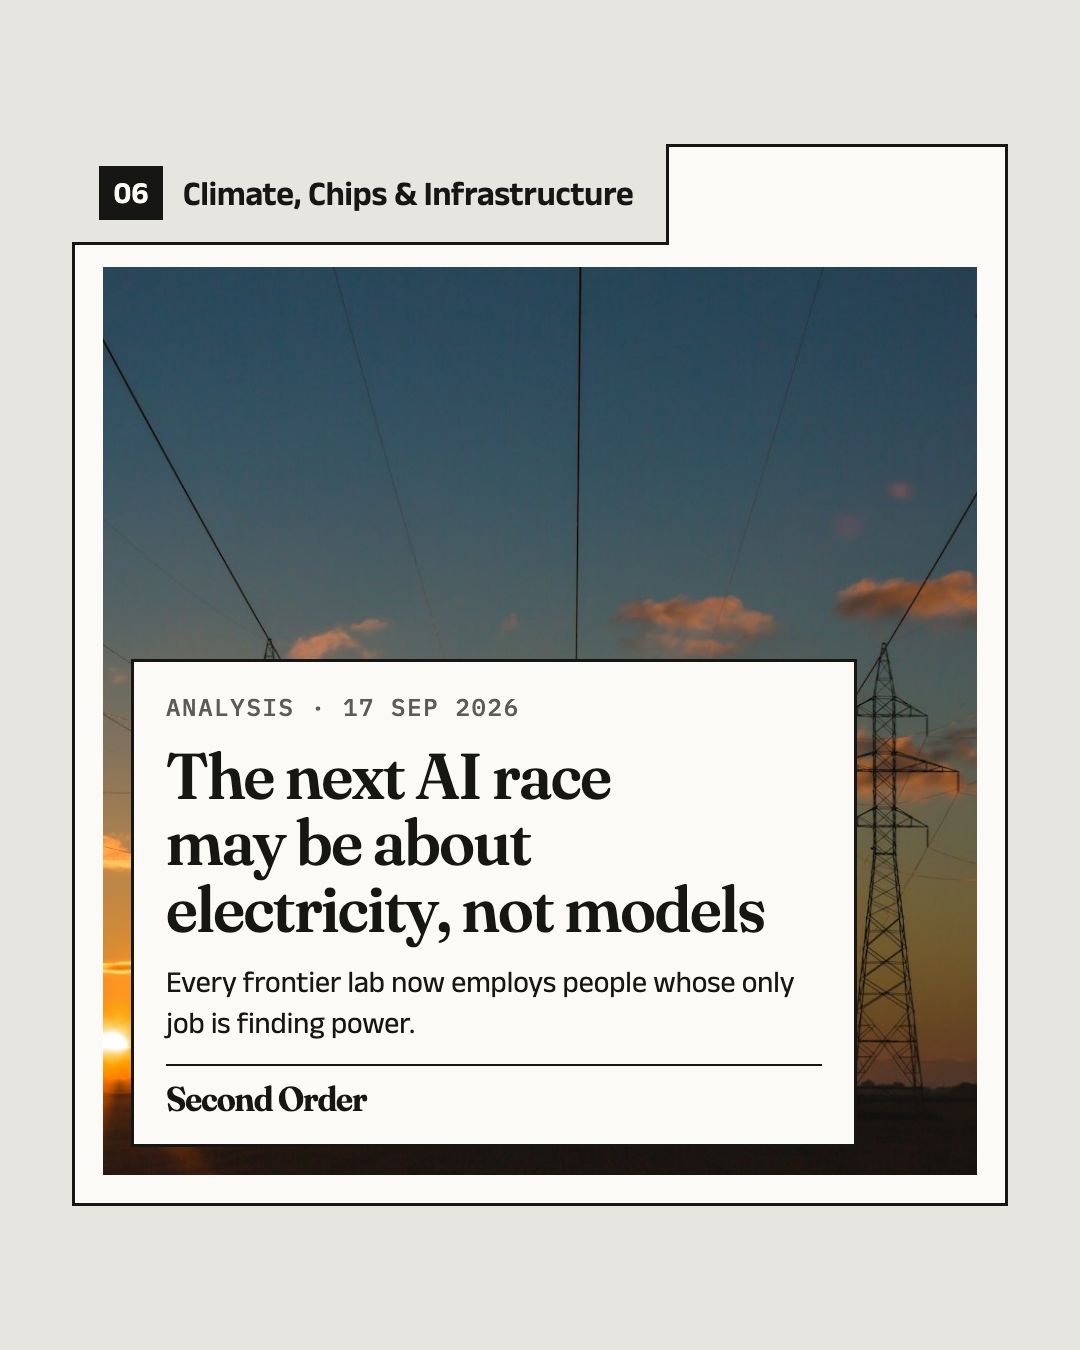 06 Climate, Chips & Infrastructure
ANALYSIS · 17 SEP 2026
The next AI race
may be about
electricity, not models
Every frontier lab now employs people whose only
job is finding power.
Second Order